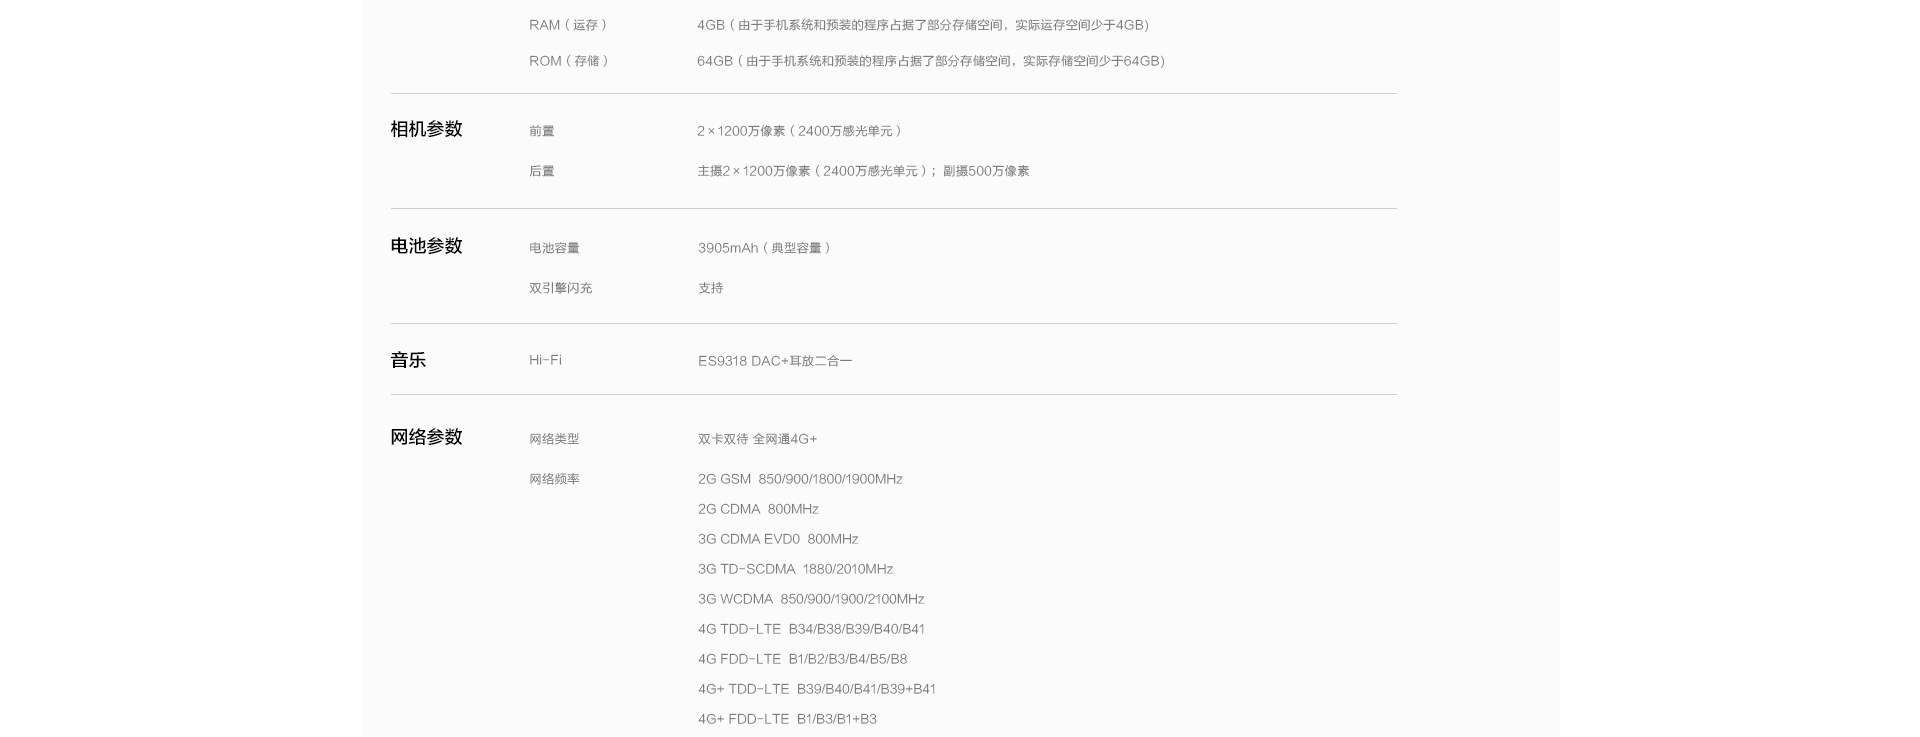 RAM（运存） 4GB（由于手机系统和预装的程序占据了部分存储空间，实际运存空间少于4GB)
ROM（存储） 64GB（由于手机系统和预装的程序占据了部分存储空间，实际存储空间少于64GB)
相机参数 前置 2×1200万像素（2400万感光单元）
后置 主摄2×1200万像素（2400万感光单元）；副摄500万像素
电池参数 电池容量 3905mAh（典型容量）
双引擎闪充 支持
音乐 Hi-Fi ES9318 DAC+耳放二合一
网络参数 网络类型 双卡双待 全网通4G+
网络频率 2G GSM 850/900/1800/1900MHz
2G CDMA 800MHz
3G CDMA EVD0 800MHz
3G TD-SCDMA 1880/2010MHz
3G WCDMA 850/900/1900/2100MHz
4G TDD-LTE B34/B38/B39/B40/B41
4G FDD-LTE B1/B2/B3/B4/B5/B8
4G+ TDD-LTE B39/B40/B41/B39+B41
4G+ FDD-LTE B1/B3/B1+B3